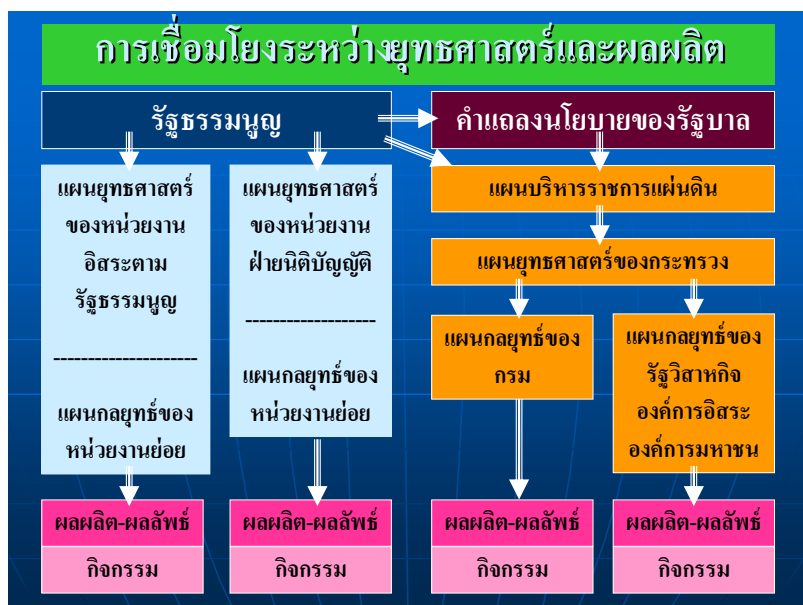 การเชื่อมโยงระหว่างยุทธศาสตร์และผลผลิต
รัฐธรรมนูญ
คำแถลงนโยบายของรัฐบาล
แผนยุทธศาสตร์
ของหน่วยงาน
อิสระตาม
รัฐธรรมนูญ
--------------------
แผนกลยุทธ์ของ
หน่วยงานย่อย
แผนยุทธศาสตร์
ของหน่วยงาน
ฝ่ายนิติบัญญัติ
-------------------
แผนกลยุทธ์ของ
หน่วยงานย่อย
แผนบริหารราชการแผ่นดิน
แผนยุทธศาสตร์ของกระทรวง
แผนกลยุทธ์ของ
กรม
แผนกลยุทธ์ของ
รัฐวิสาหกิจ
องค์การอิสระ
องค์การมหาชน
ผลผลิต-ผลลัพธ์
กิจกรรม
ผลผลิต-ผลลัพธ์
กิจกรรม
ผลผลิต-ผลลัพธ์
กิจกรรม
ผลผลิต-ผลลัพธ์
กิจกรรม